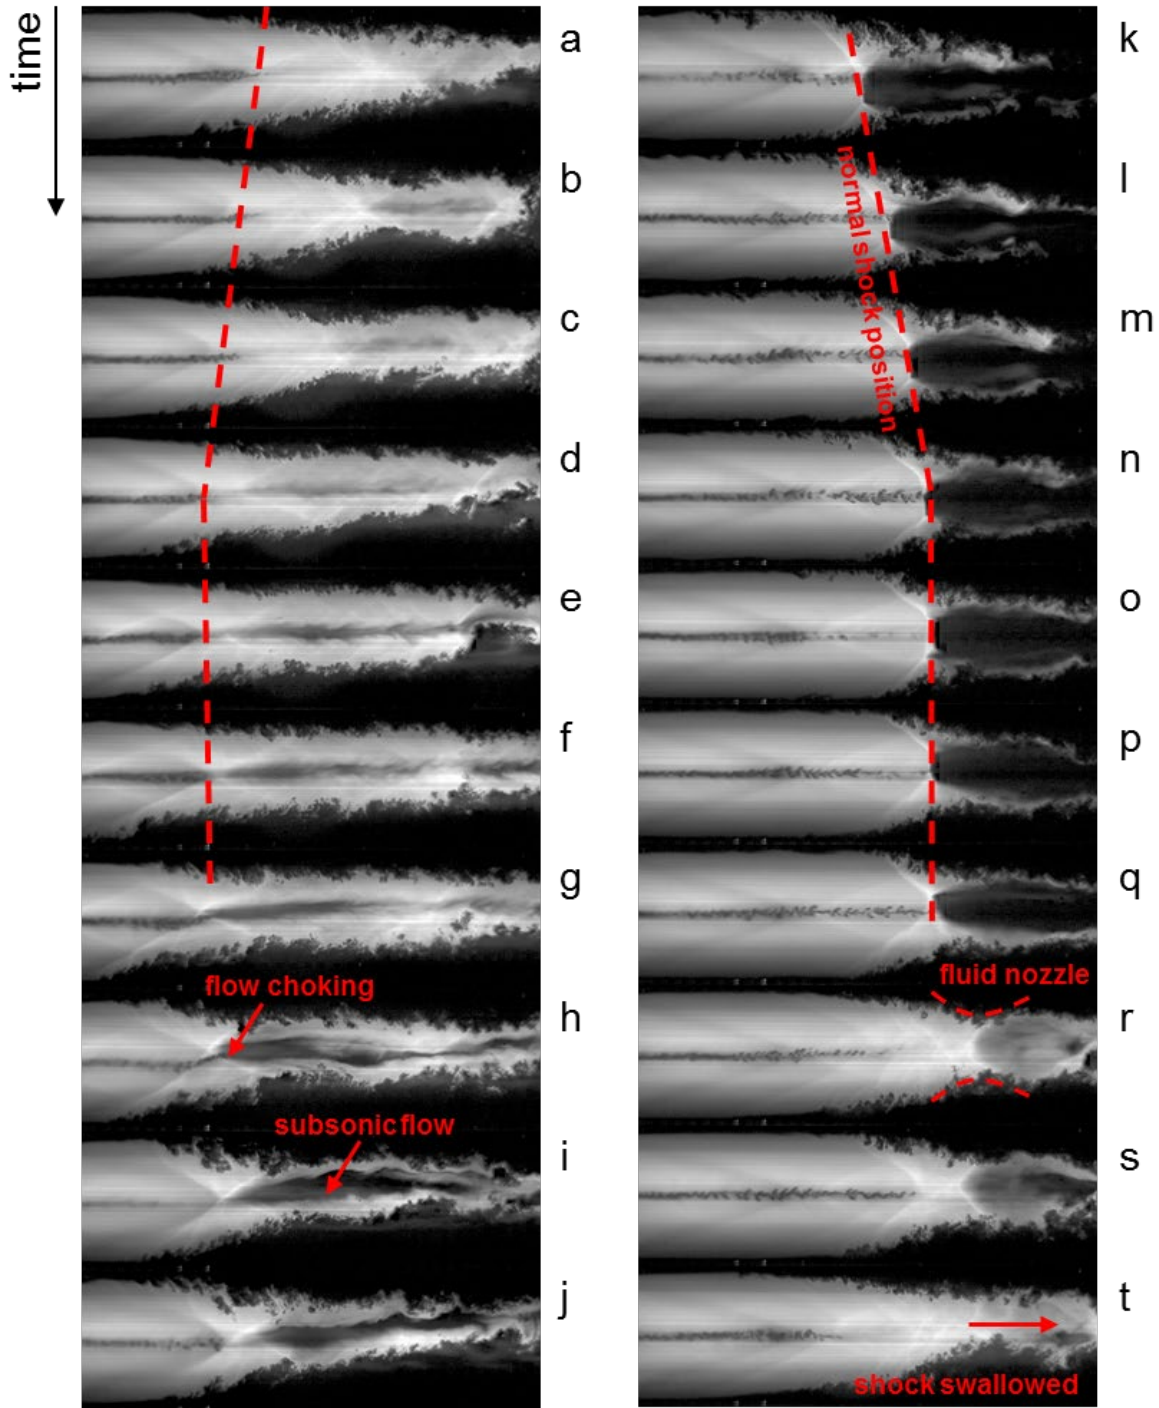 time
a
b
c
d
e
f
g
flow choking
h
subsonic flow
i
j
k
l
normal shock position
m
n
o
p
q
fluid nozzle
r
s
t
shock swallowed